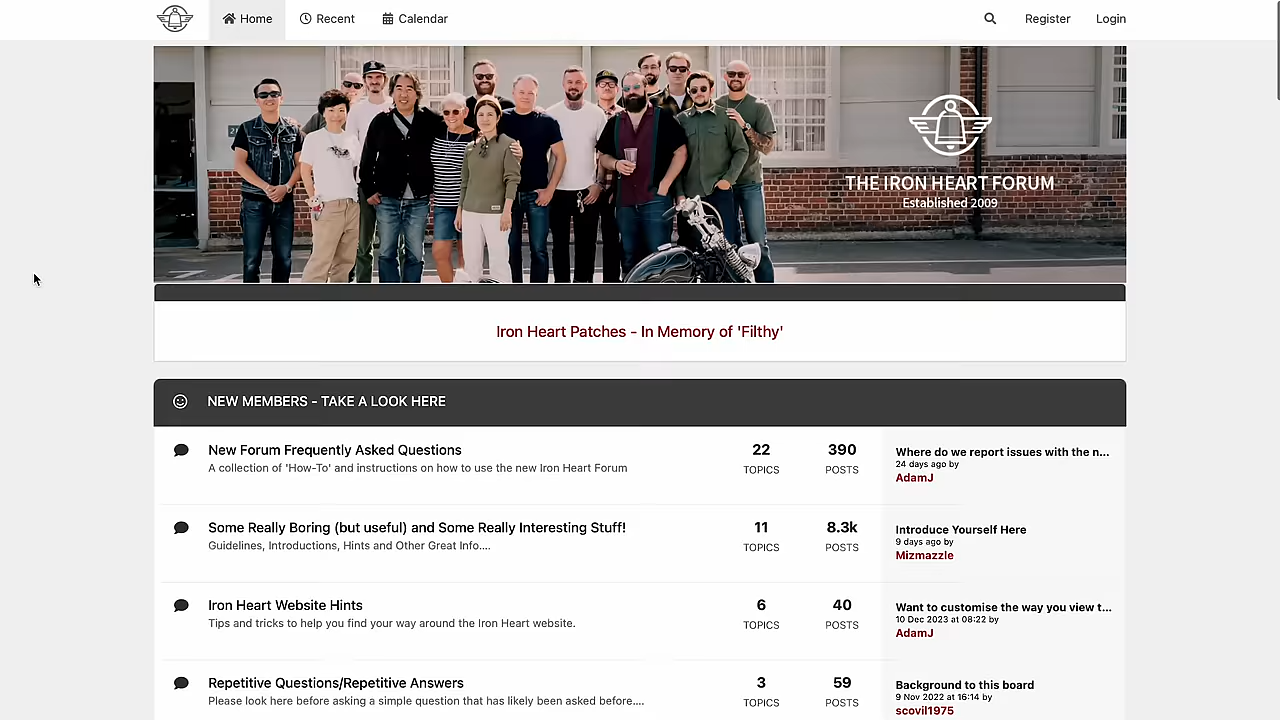 Home
Recent
Calendar
Register
Login
THE IRON HEART FORUM
Established 2009
Iron Heart Patches - In Memory of 'Filthy'
NEW MEMBERS - TAKE A LOOK HERE
New Forum Frequently Asked Questions
A collection of 'How-To' and instructions on how to use the new Iron Heart Forum
22
TOPICS
390
POSTS
Where do we report issues with the n...
24 days ago by
AdamJ
Some Really Boring (but useful) and Some Really Interesting Stuff!
Guidelines, Introductions, Hints and Other Great Info....
11
TOPICS
8.3k
POSTS
Introduce Yourself Here
9 days ago by
Mizmazzle
Iron Heart Website Hints
Tips and tricks to help you find your way around the Iron Heart website.
6
TOPICS
40
POSTS
Want to customise the way you view t...
10 Dec 2023 at 08:22 by
AdamJ
Repetitive Questions/Repetitive Answers
Please look here before asking a simple question that has likely been asked before....
3
TOPICS
59
POSTS
Background to this board
9 Nov 2022 at 16:14 by
scovil1975